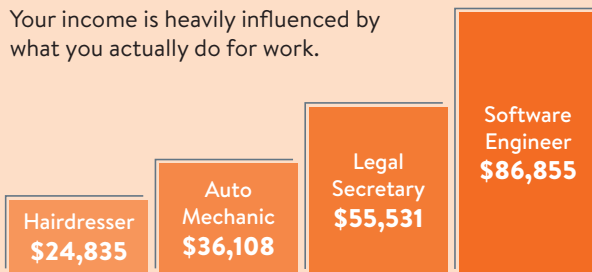 Your income is heavily influenced by
what you actually do for work.
Hairdresser
$24,835
Auto
Mechanic
$36,108
Legal
Secretary
$55,531
Software
Engineer
$86,855